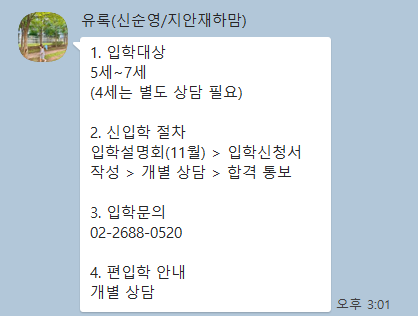 유록(신순영/지안재하맘)
1. 입학대상
5세~7세
(4세는 별도 상담 필요)
2. 신입학 절차
입학설명회(11월) > 입학신청서
작성 > 개별 상담 > 합격 통보
3. 입학문의
02-2688-0520
4. 편입학 안내
개별 상담
오후 3:01